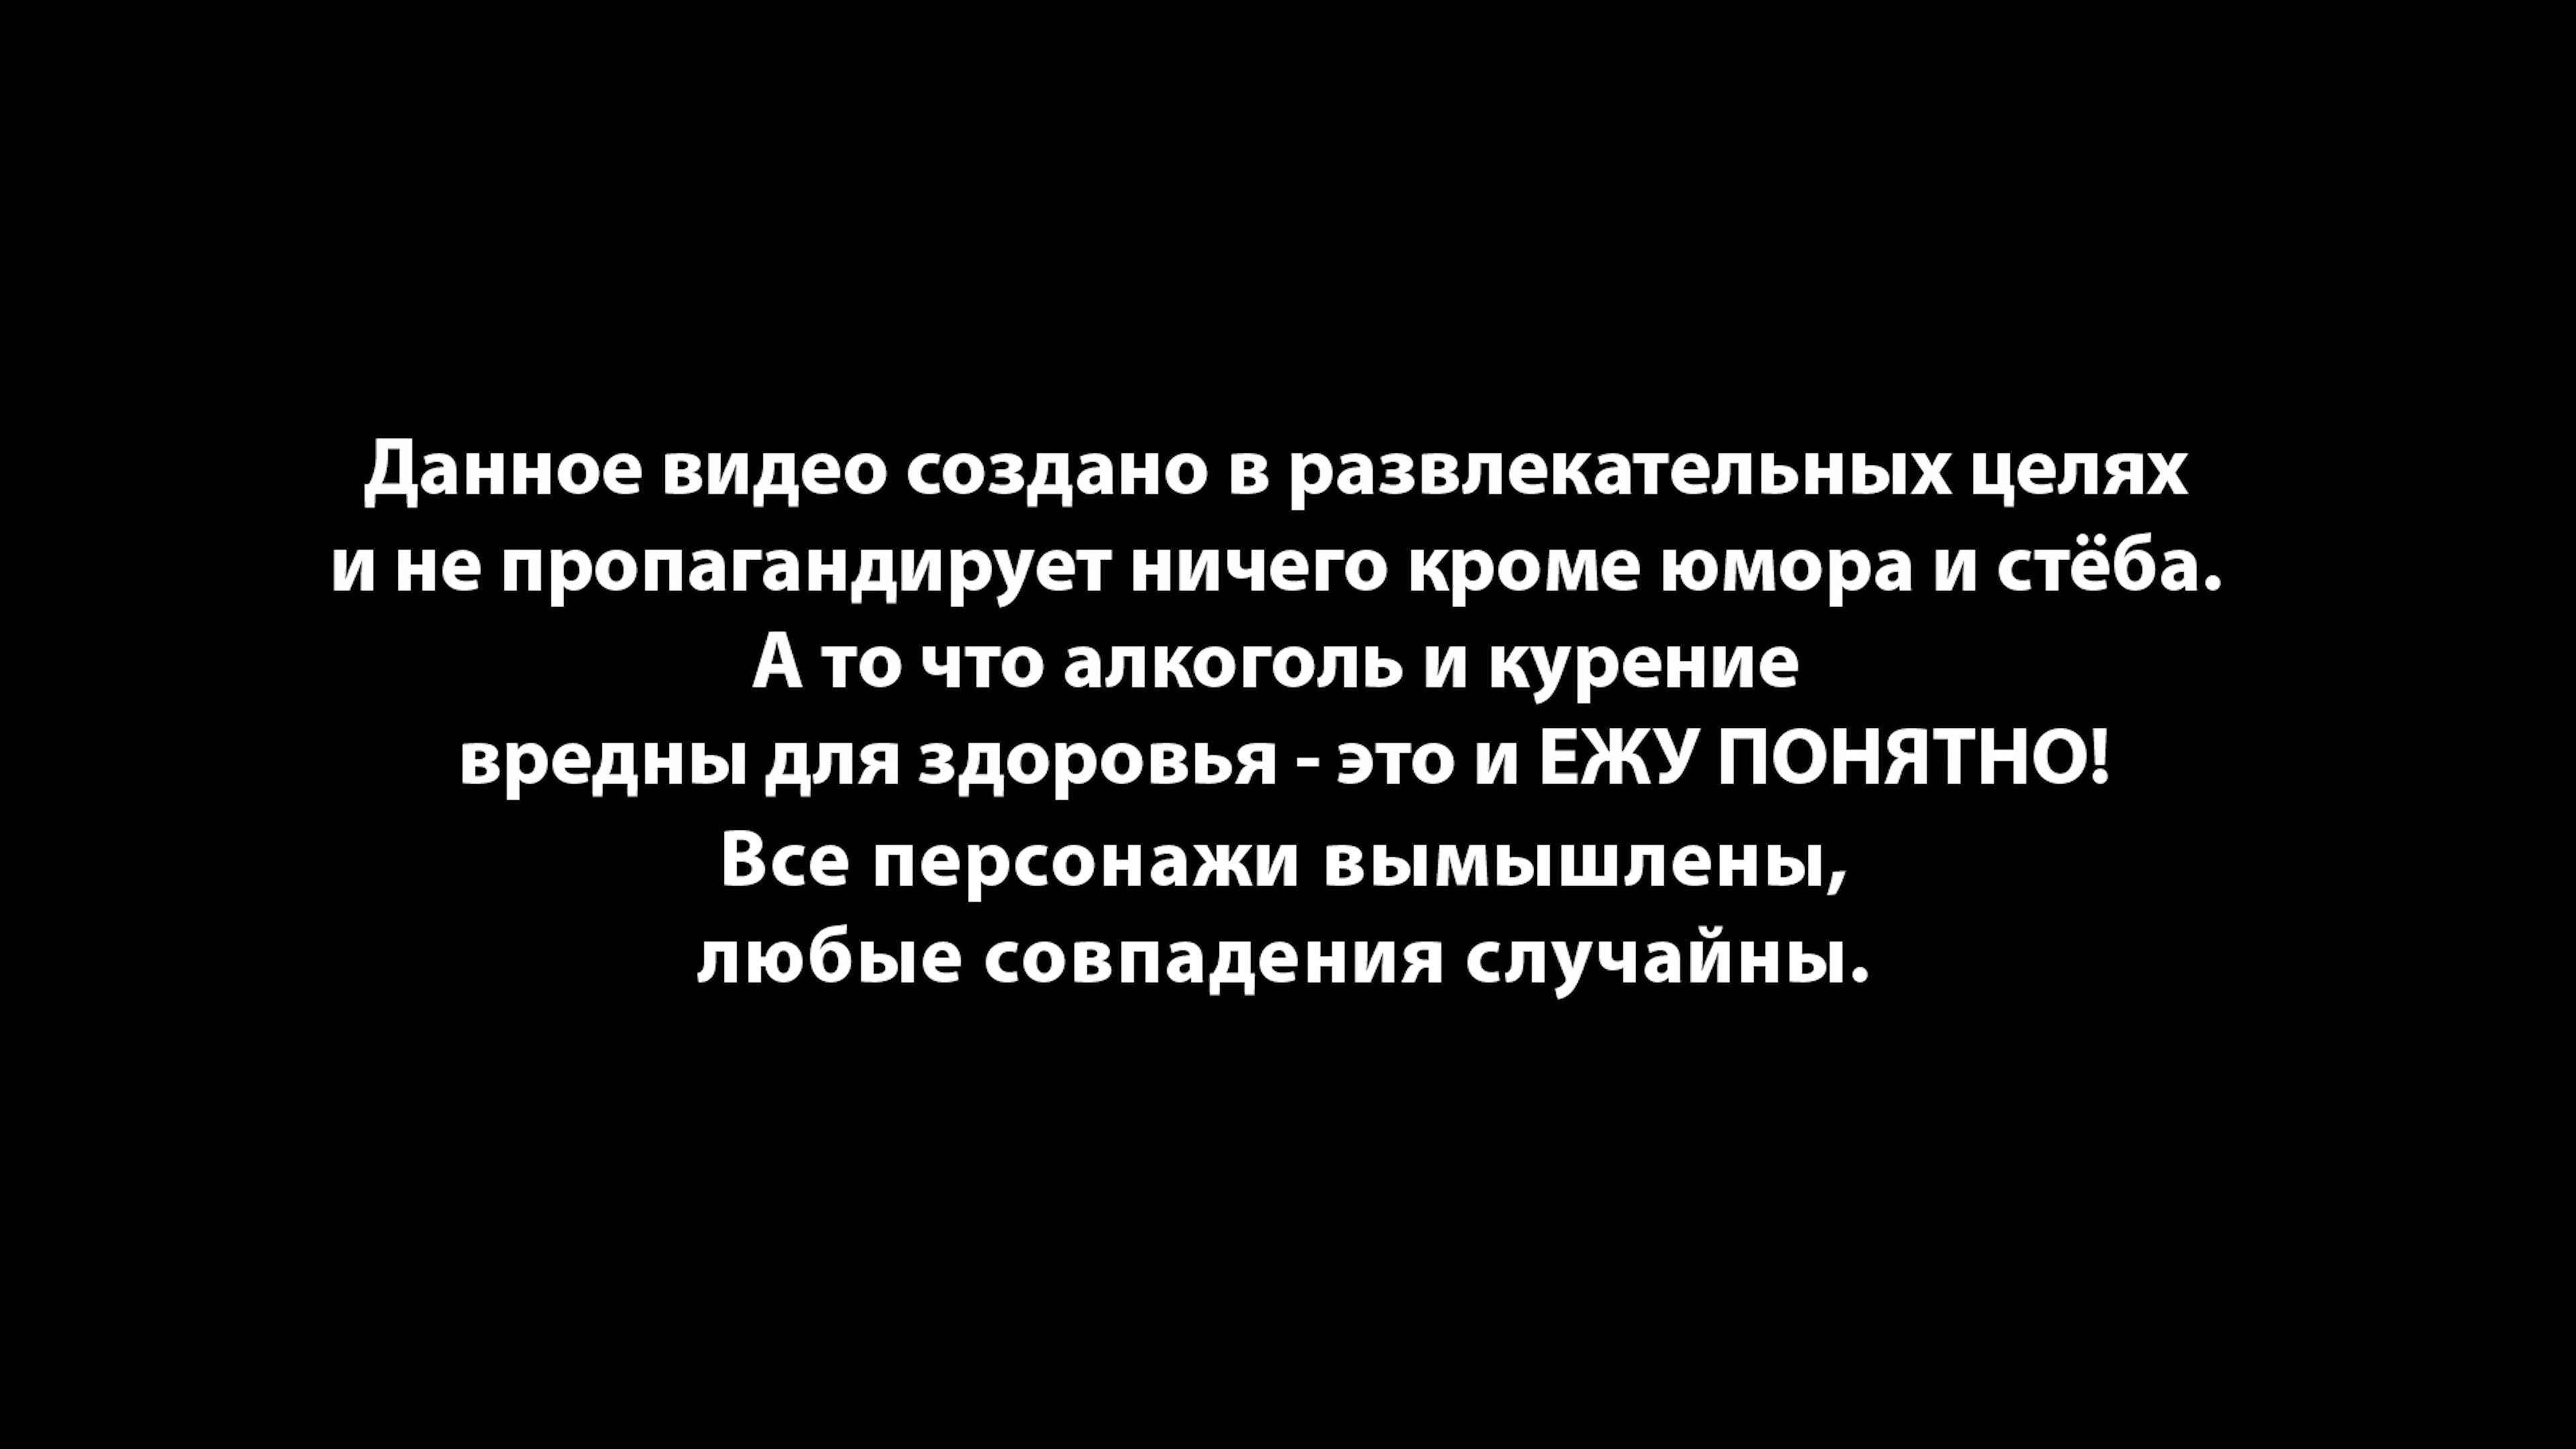 Данное видео создано в развлекательных целях
и не пропагандирует ничего кроме юмора и стёба.
А то что алкоголь и курение
вредны для здоровья - это и ЕЖУ ПОНЯТНО!
Все персонажи вымышлены,
любые совпадения случайны.